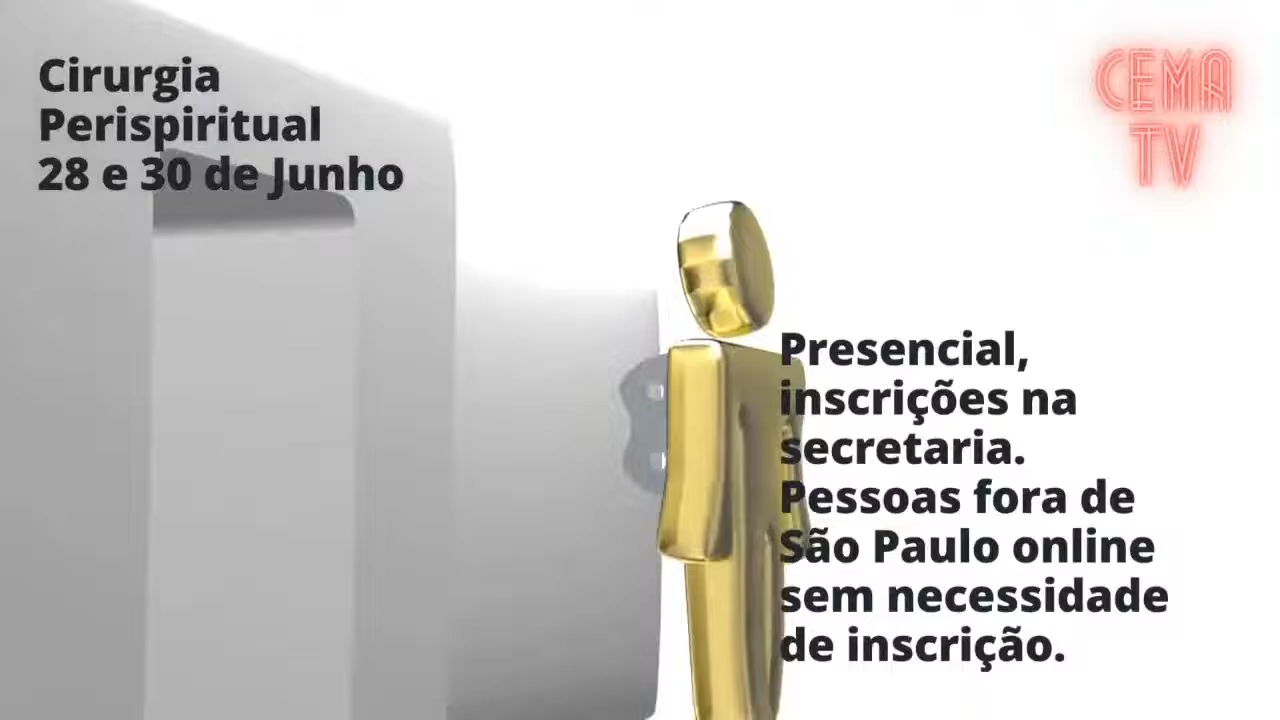 Cirurgia
Perispiritual
28 e 30 de Junho
CEMA
TV
Presencial,
inscrições na
secretaria.
Pessoas fora de
São Paulo online
sem necessidade
de inscrição.